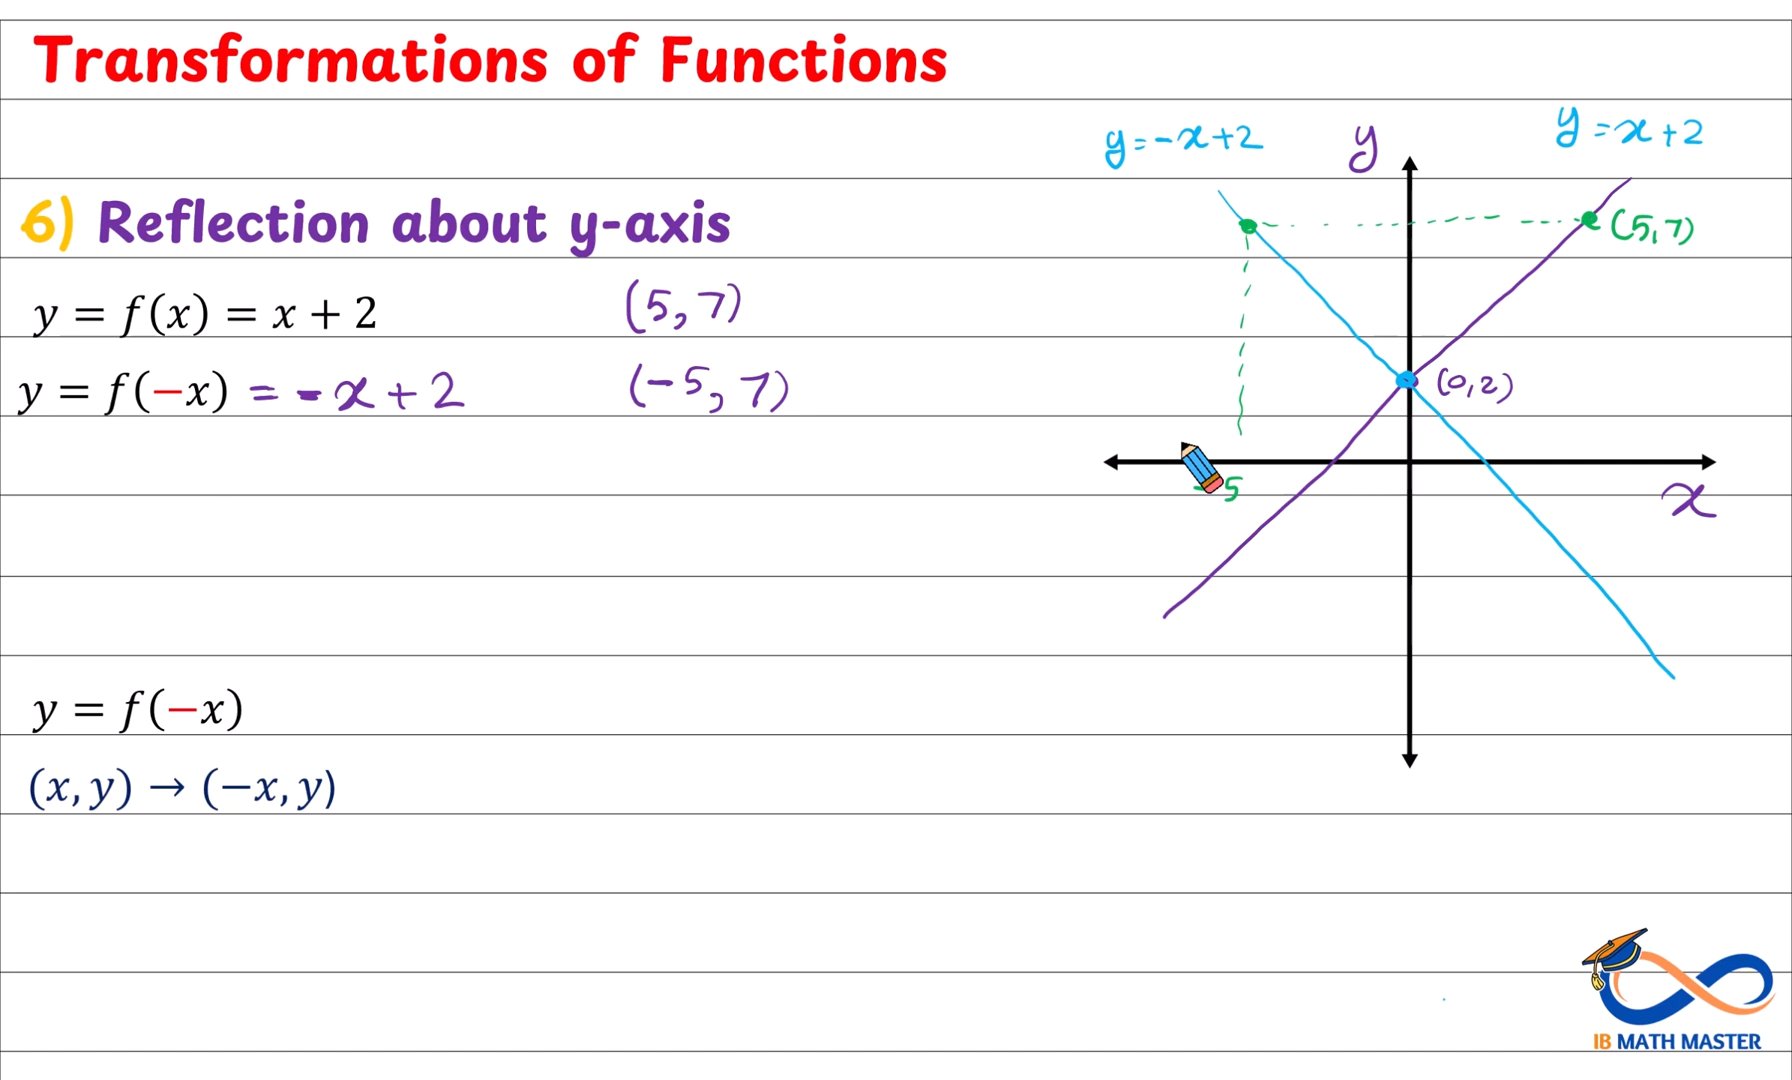 Transformations of Functions
y = -x + 2
y
y = x + 2
6) Reflection about y-axis
(5, 7)
y = f(x) = x + 2
(5, 7)
y = f(−x) = -x + 2
(-5, 7)
(0, 2)
-5
x
y = f(−x)
(x, y) → (−x, y)
IB MATH MASTER